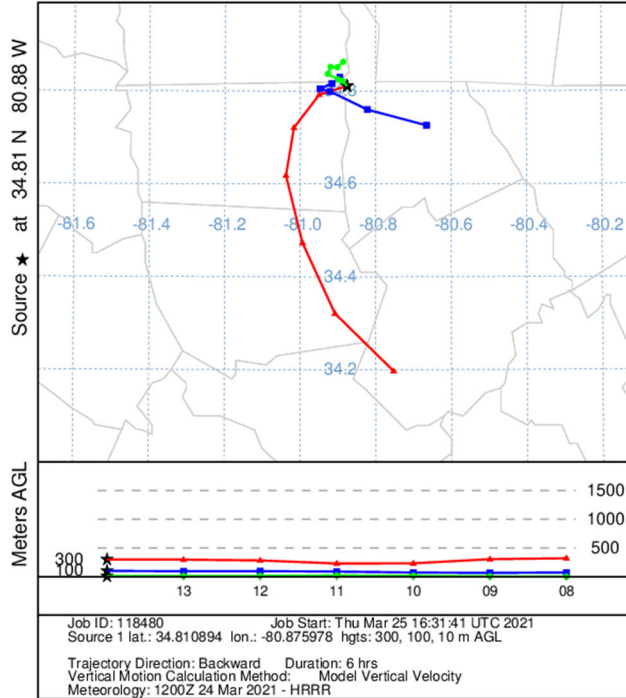 Source ★ at 34.81 N 80.88 W
34.6
-81.6 -81.4 -81.2 -81.0 -80.8 -80.6 -80.4 -80.2
34.4
34.2
Meters AGL
1500
1000
500
300
100
13 12 11 10 09 08
Job ID: 118480 Job Start: Thu Mar 25 16:31:41 UTC 2021
Source 1 lat.: 34.810894 lon.: -80.875978 hgts: 300, 100, 10 m AGL
Trajectory Direction: Backward Duration: 6 hrs
Vertical Motion Calculation Method: Model Vertical Velocity
Meteorology: 1200Z 24 Mar 2021 - HRRR